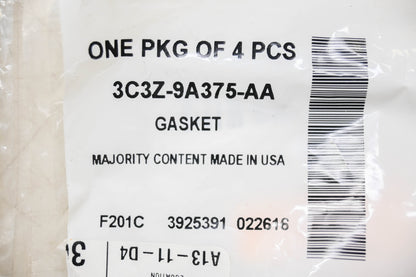 ONE PKG OF 4 PCS
3C3Z-9A375-AA
GASKET
MAJORITY CONTENT MADE IN USA
F201C 3925391 022618
A13-11-D4